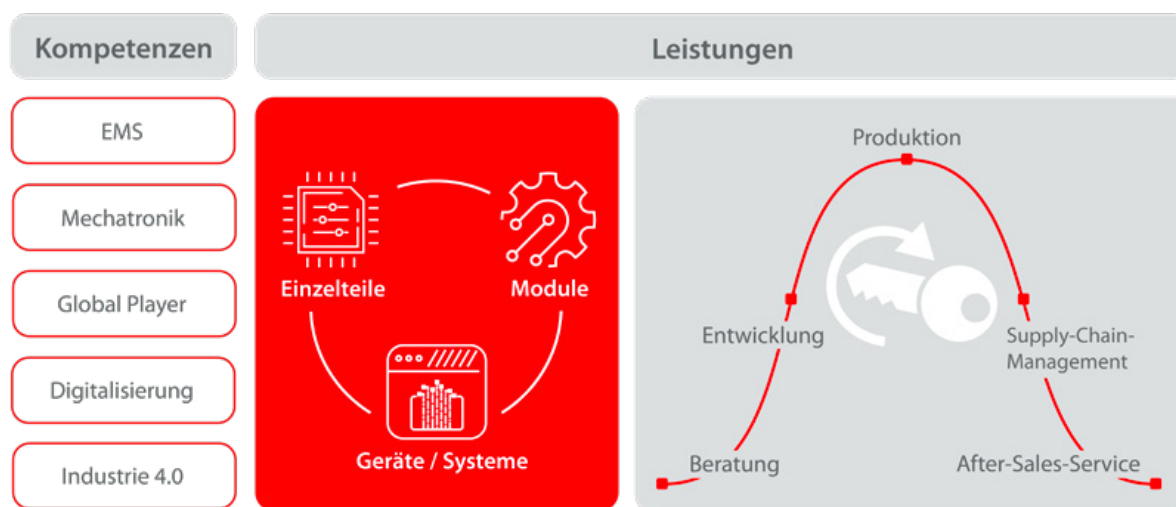 Kompetenzen
Leistungen
EMS
Mechatronik
Global Player
Digitalisierung
Industrie 4.0
Einzelteile
Module
Geräte / Systeme
Produktion
Entwicklung
Supply-Chain-
Management
Beratung
After-Sales-Service